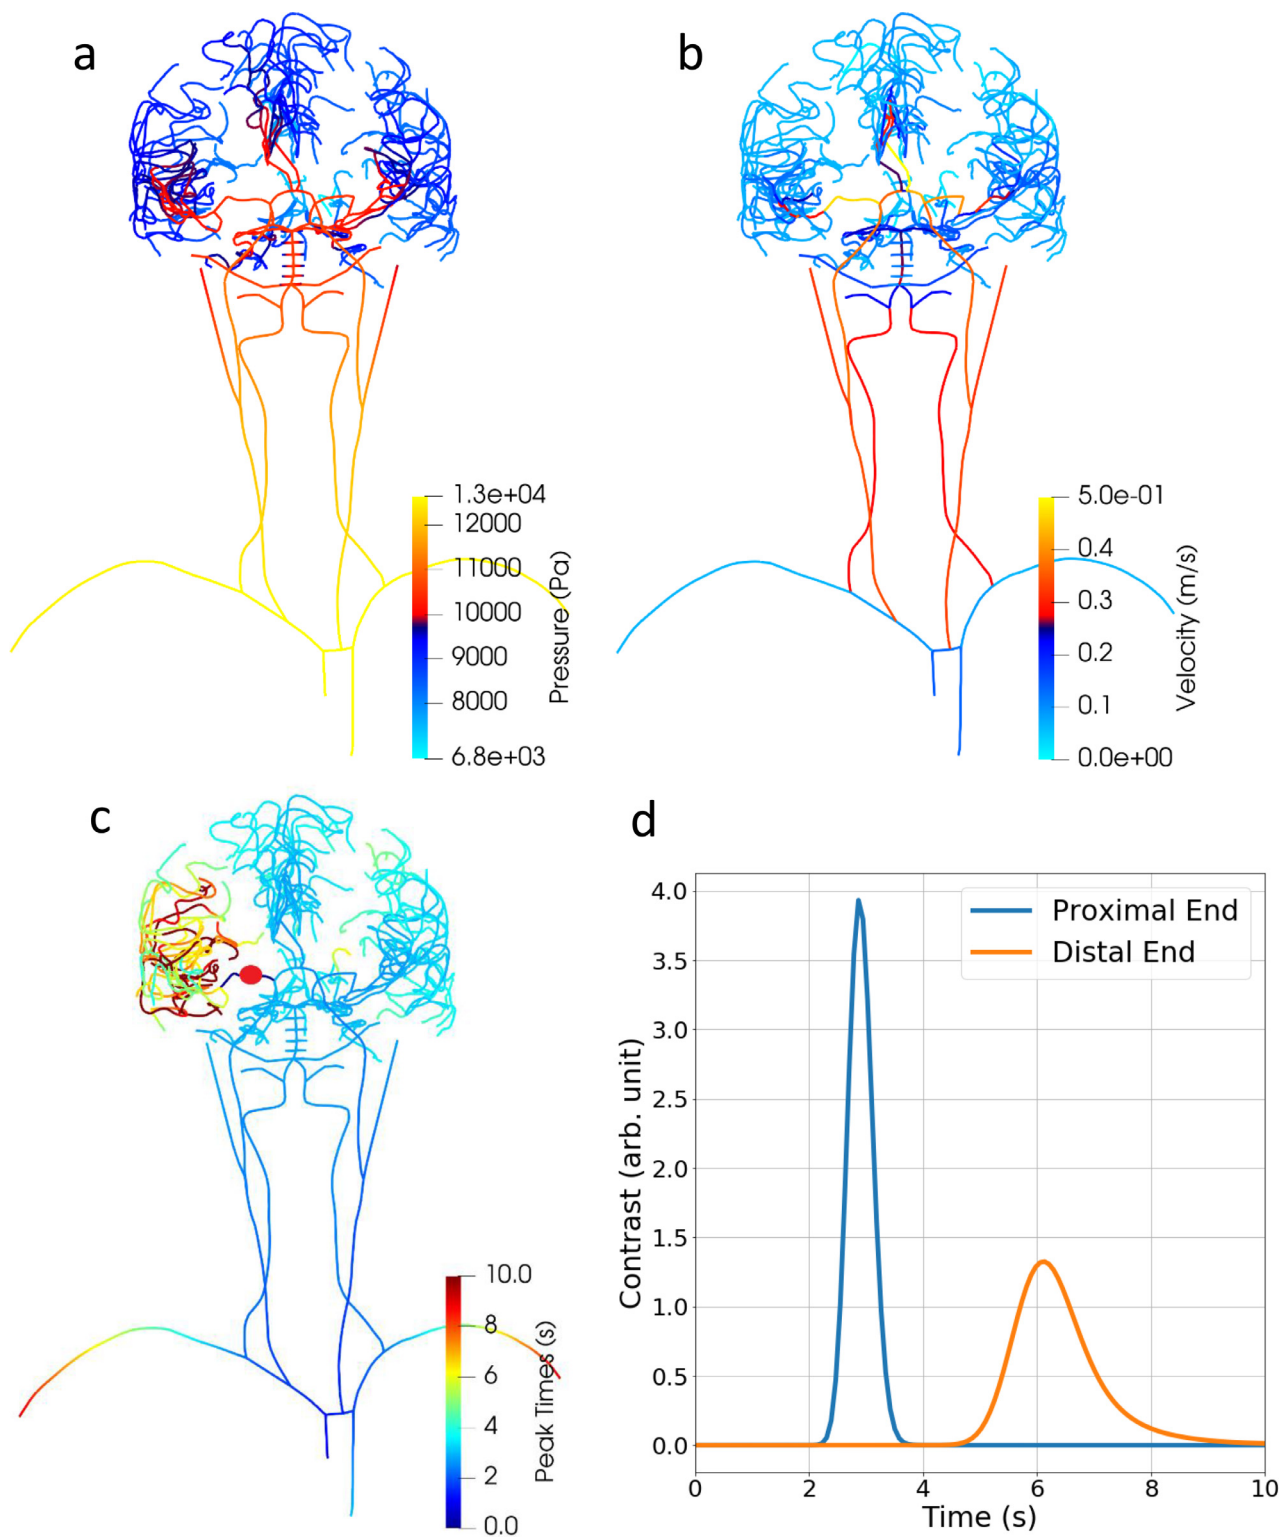 a
1.3e+04
12000
11000
10000
9000
8000
6.8e+03
Pressure (Pa)
b
5.0e-01
0.4
0.3
0.2
0.1
0.0e+00
Velocity (m/s)
c
10.0
8
6
4
2
0.0
Peak Times (s)
d
Proximal End
Distal End
4.0
3.5
3.0
2.5
2.0
1.5
1.0
0.5
0.0
Contrast (arb. unit)
0 2 4 6 8 10
Time (s)